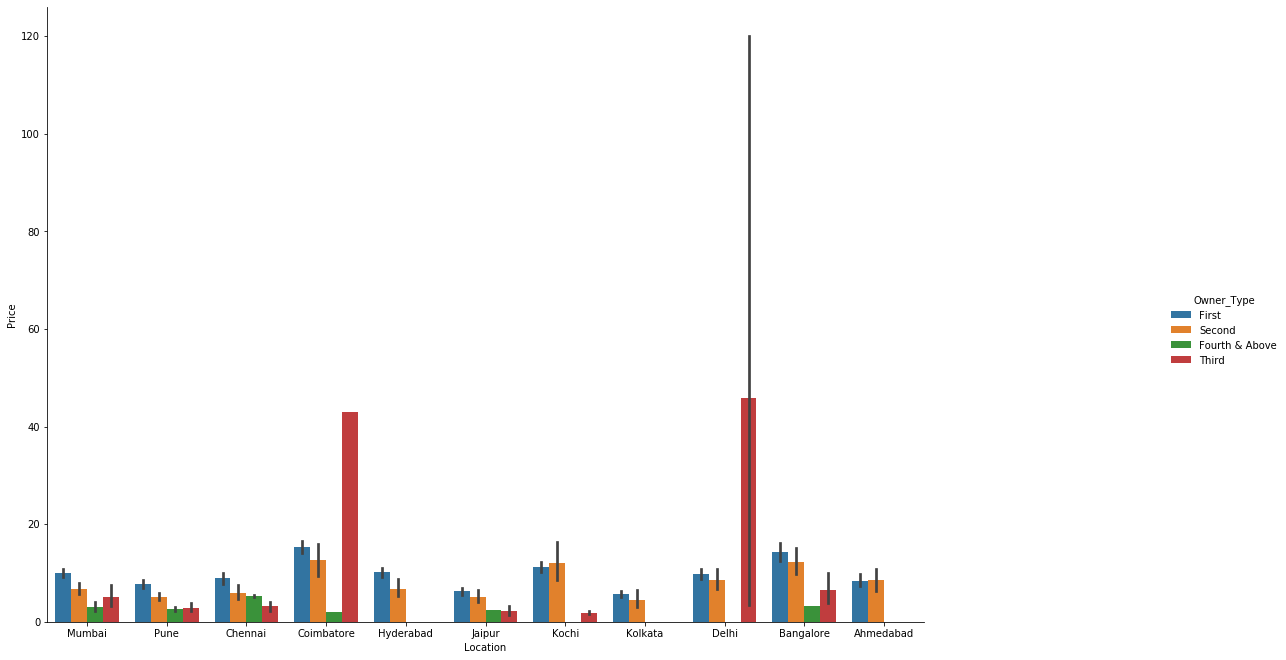 120
100
80
60
40
20
0
Price
Mumbai Pune Chennai Coimbatore Hyderabad Jaipur Kochi Kolkata Delhi Bangalore Ahmedabad
Location
Owner_Type
First
Second
Fourth & Above
Third